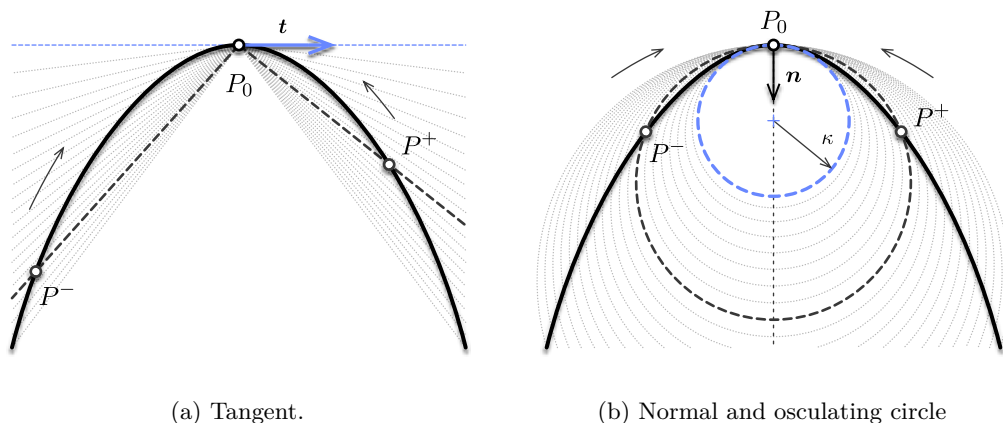 t
P₀
P⁺
P⁻
(a) Tangent.
P₀
n
P⁺
P⁻
κ
(b) Normal and osculating circle